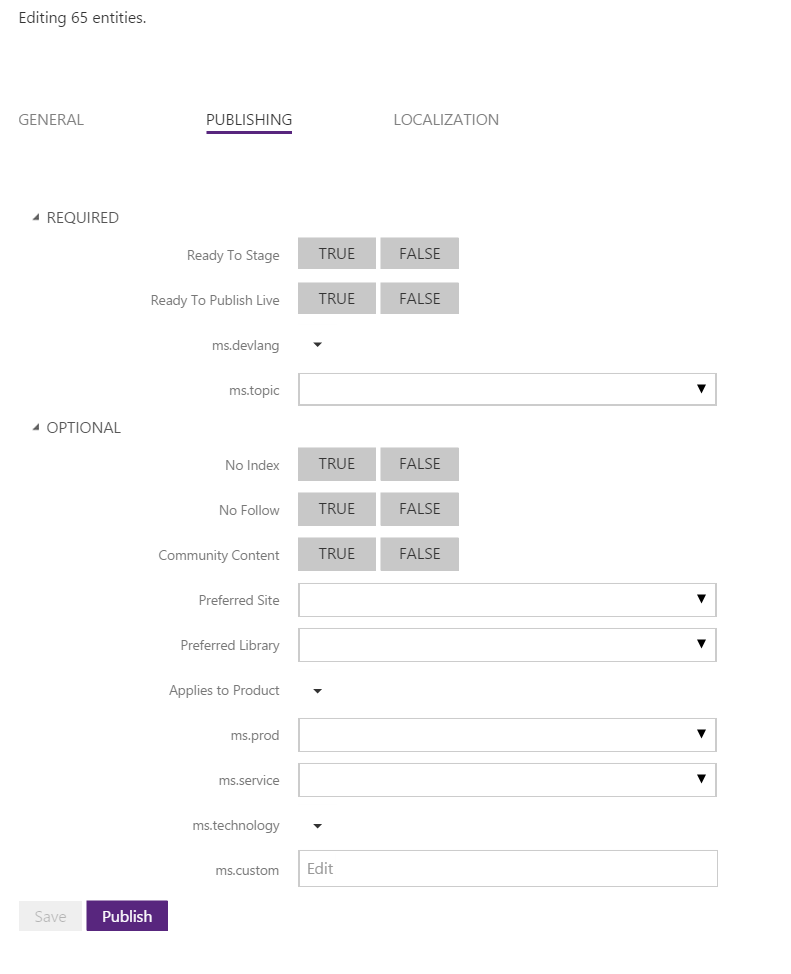 Editing 65 entities.
GENERAL PUBLISHING LOCALIZATION
REQUIRED
Ready To Stage TRUE FALSE
Ready To Publish Live TRUE FALSE
ms.devlang
ms.topic
OPTIONAL
No Index TRUE FALSE
No Follow TRUE FALSE
Community Content TRUE FALSE
Preferred Site
Preferred Library
Applies to Product
ms.prod
ms.service
ms.technology
ms.custom Edit
Save Publish